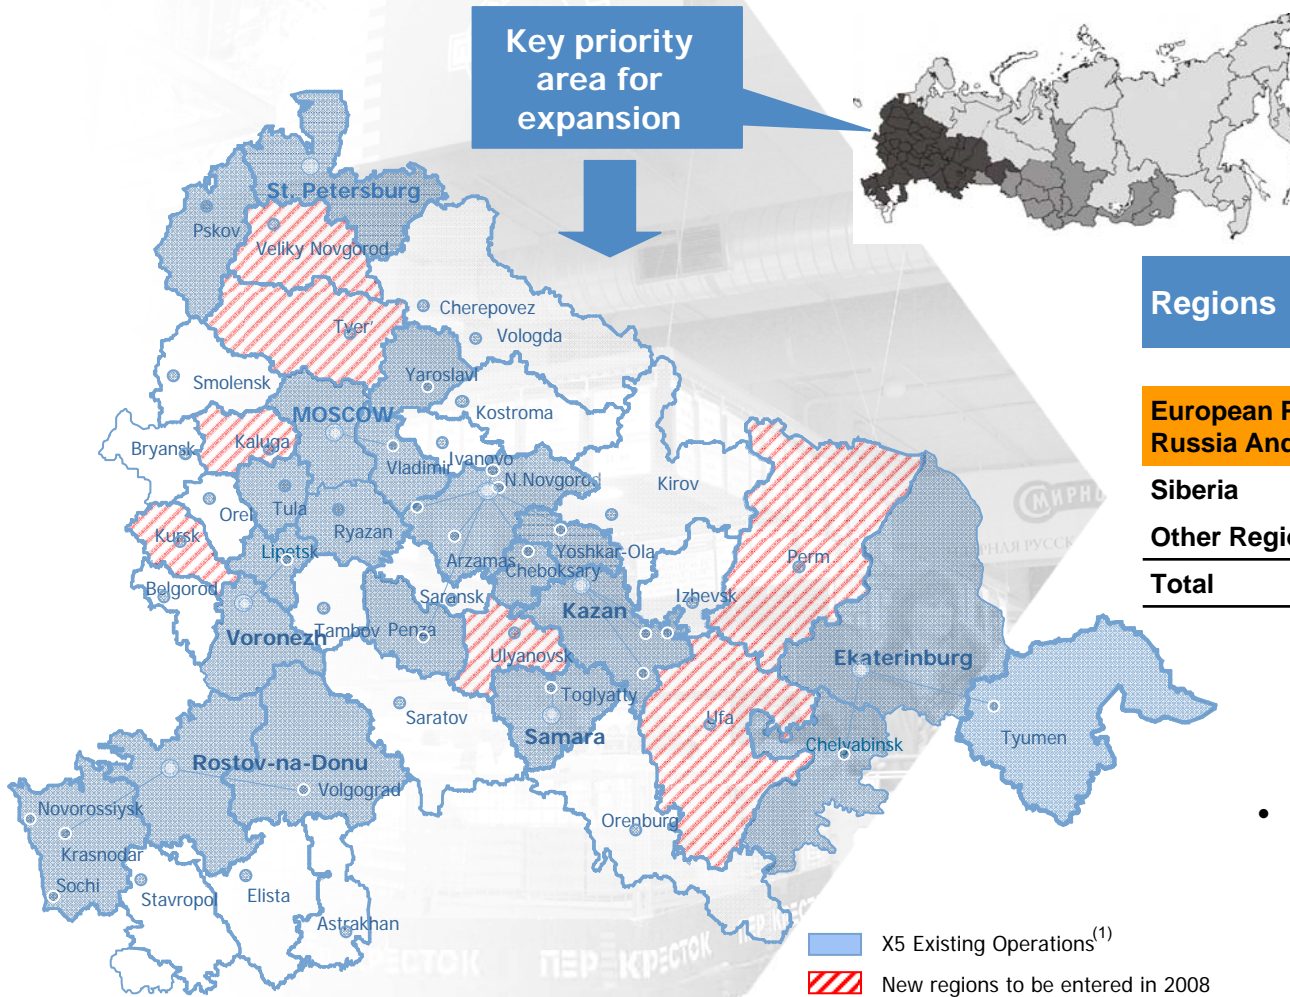 Key priority
area for
expansion
St. Petersburg
Pskov
Veliky Novgorod
Cherepovez
Tver'
Vologda
Smolensk
Yaroslavl
Kostroma
MOSCOW
Bryansk
Kaluga
Vladimir
Ivanovo
N.Novgorod
Kirov
Orel
Tula
Ryazan
Kursk
Lipetsk
Arzamas
Yoshkar-Ola
Cheboksary
Perm
Belgorod
Saransk
Izhevsk
Kazan
Voronezh
Tambov
Penza
Ulyanovsk
Ekaterinburg
Toglyatty
Saratov
Ufa
Samara
Chelyabinsk
Tyumen
Rostov-na-Donu
Volgograd
Novorossiysk
Orenburg
Krasnodar
Sochi
Stavropol
Elista
Astrakhan
Regions
European
Russia And
Siberia
Other
Total
•
ПЕРЕКРЕСТОК
X5 Existing Operations(1)
New regions to be entered in 2008